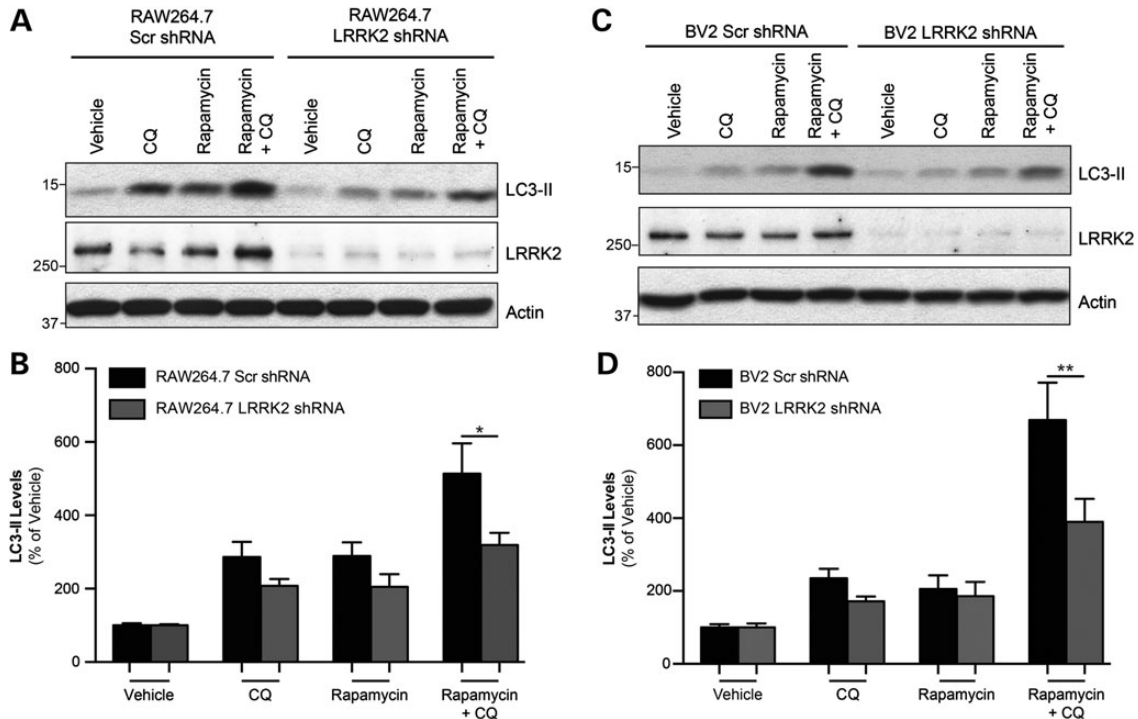 A
RAW264.7
Scr shRNA
RAW264.7
LRRK2 shRNA
Vehicle
CQ
Rapamycin
Rapamycin
+ CQ
Vehicle
CQ
Rapamycin
Rapamycin
+ CQ
15
LC3-II
250
LRRK2
37
Actin
C
BV2 Scr shRNA
BV2 LRRK2 shRNA
Vehicle
CQ
Rapamycin
Rapamycin
+ CQ
Vehicle
CQ
Rapamycin
Rapamycin
+ CQ
15
LC3-II
250
LRRK2
37
Actin
B
RAW264.7 Scr shRNA
RAW264.7 LRRK2 shRNA
LC3-II Levels
(% of Vehicle)
800
600
400
200
0
*
Vehicle
CQ
Rapamycin
Rapamycin
+ CQ
D
BV2 Scr shRNA
BV2 LRRK2 shRNA
LC3-II Levels
(% of Vehicle)
800
600
400
200
0
**
Vehicle
CQ
Rapamycin
Rapamycin
+ CQ